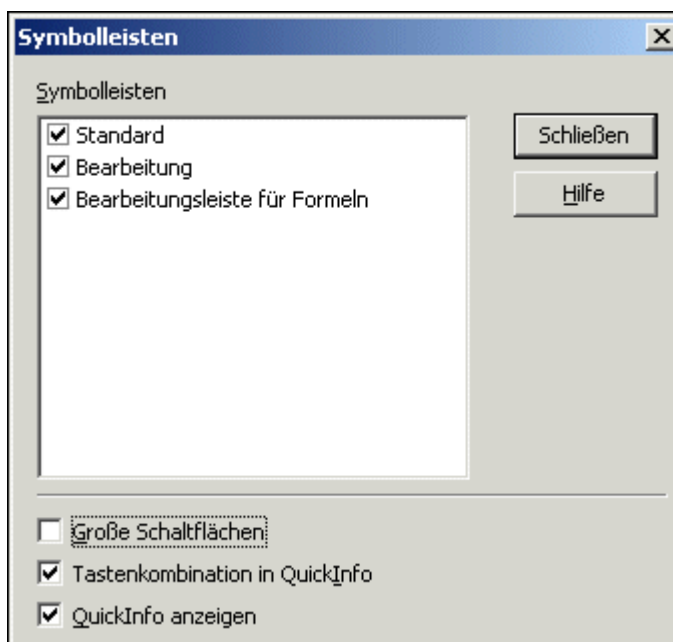 Symbolleisten
Symbolleisten
Standard
Bearbeitung
Bearbeitungsleiste für Formeln
Schließen
Hilfe
Große Schaltflächen
Tastenkombination in QuickInfo
QuickInfo anzeigen